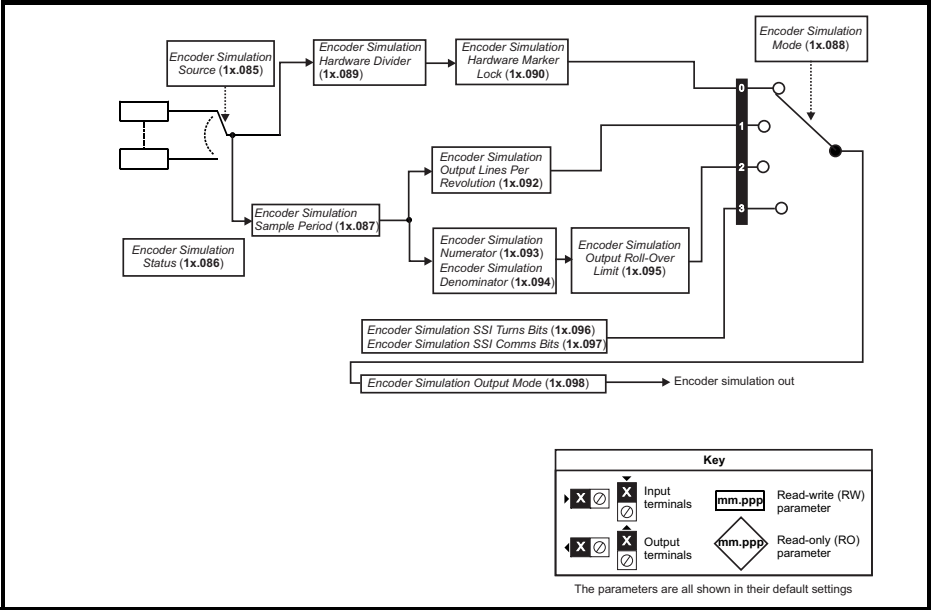 Encoder Simulation
Source (1x.085)
Encoder Simulation
Hardware Divider
(1x.089)
Encoder Simulation
Hardware Marker
Lock (1x.090)
Encoder Simulation
Mode (1x.088)
0
1
2
3
Encoder Simulation
Output Lines Per
Revolution (1x.092)
Encoder Simulation
Sample Period (1x.087)
Encoder Simulation
Status (1x.086)
Encoder Simulation
Numerator (1x.093)
Encoder Simulation
Denominator (1x.094)
Encoder Simulation
Output Roll-Over
Limit (1x.095)
Encoder Simulation SSI Turns Bits (1x.096)
Encoder Simulation SSI Comms Bits (1x.097)
Encoder Simulation Output Mode (1x.098)
Encoder simulation out
Key
X
X
Input
terminals
mm.ppp
Read-write (RW)
parameter
X
X
Output
terminals
mm.ppp
Read-only (RO)
parameter
The parameters are all shown in their default settings